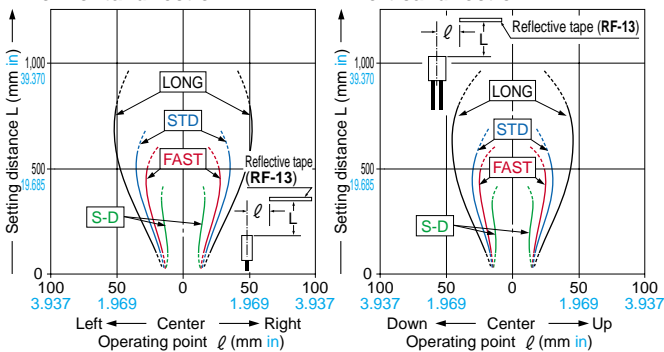 Setting distance L (mm in)
1,000
39.370
500
19.685
0
LONG
STD
FAST
S-D
Reflective tape
(RF-13)
ℓ
L
100 50 0 50 100
3.937 1.969 1.969 3.937
Left Center Right
Operating point ℓ (mm in)
Setting distance L (mm in)
1,000
39.370
500
19.685
0
ℓ
L
Reflective tape (RF-13)
LONG
STD
FAST
S-D
100 50 0 50 100
3.937 1.969 1.969 3.937
Down Center Up
Operating point ℓ (mm in)